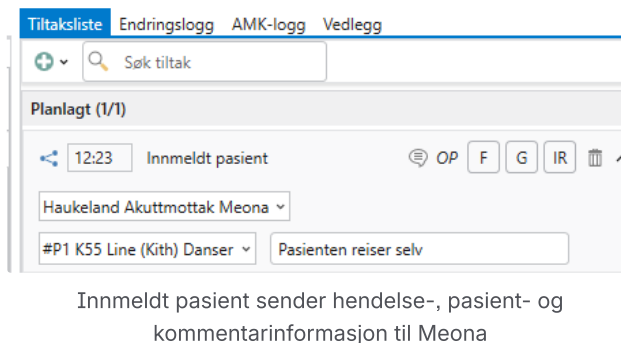 Tiltaksliste Endringslogg AMK-logg Vedlegg
Søk tiltak
Planlagt (1/1)
12:23 Innmeldt pasient OP F G IR
Haukeland Akuttmottak Meona
#P1 K55 Line (Kith) Danser Pasienten reiser selv
Innmeldt pasient sender hendelse-, pasient- og
kommentarinformasjon til Meona